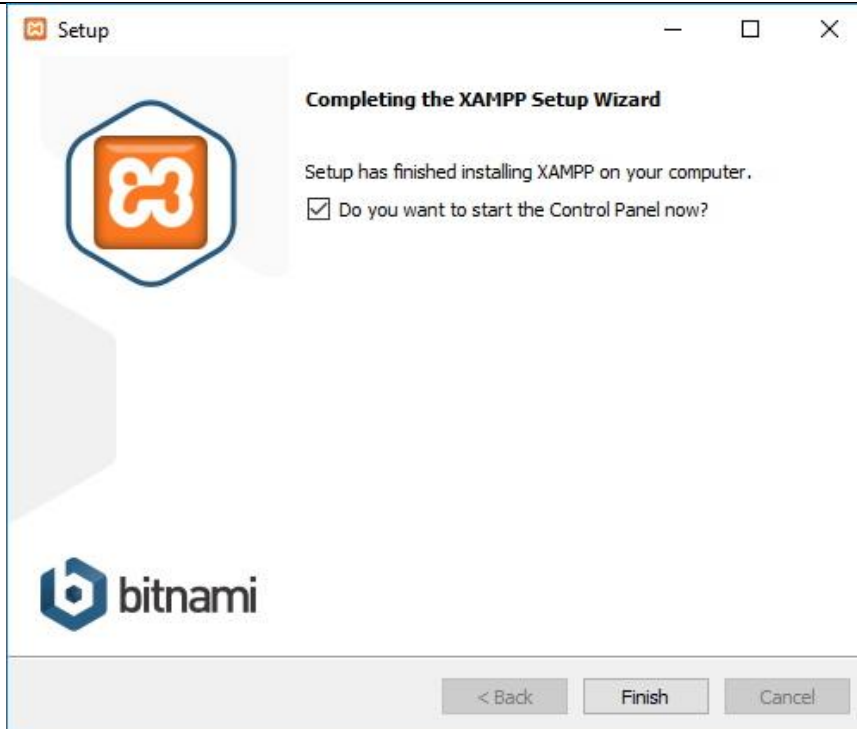 Setup
Completing the XAMPP Setup Wizard
Setup has finished installing XAMPP on your computer.
Do you want to start the Control Panel now?
bitnami
< Back
Finish
Cancel